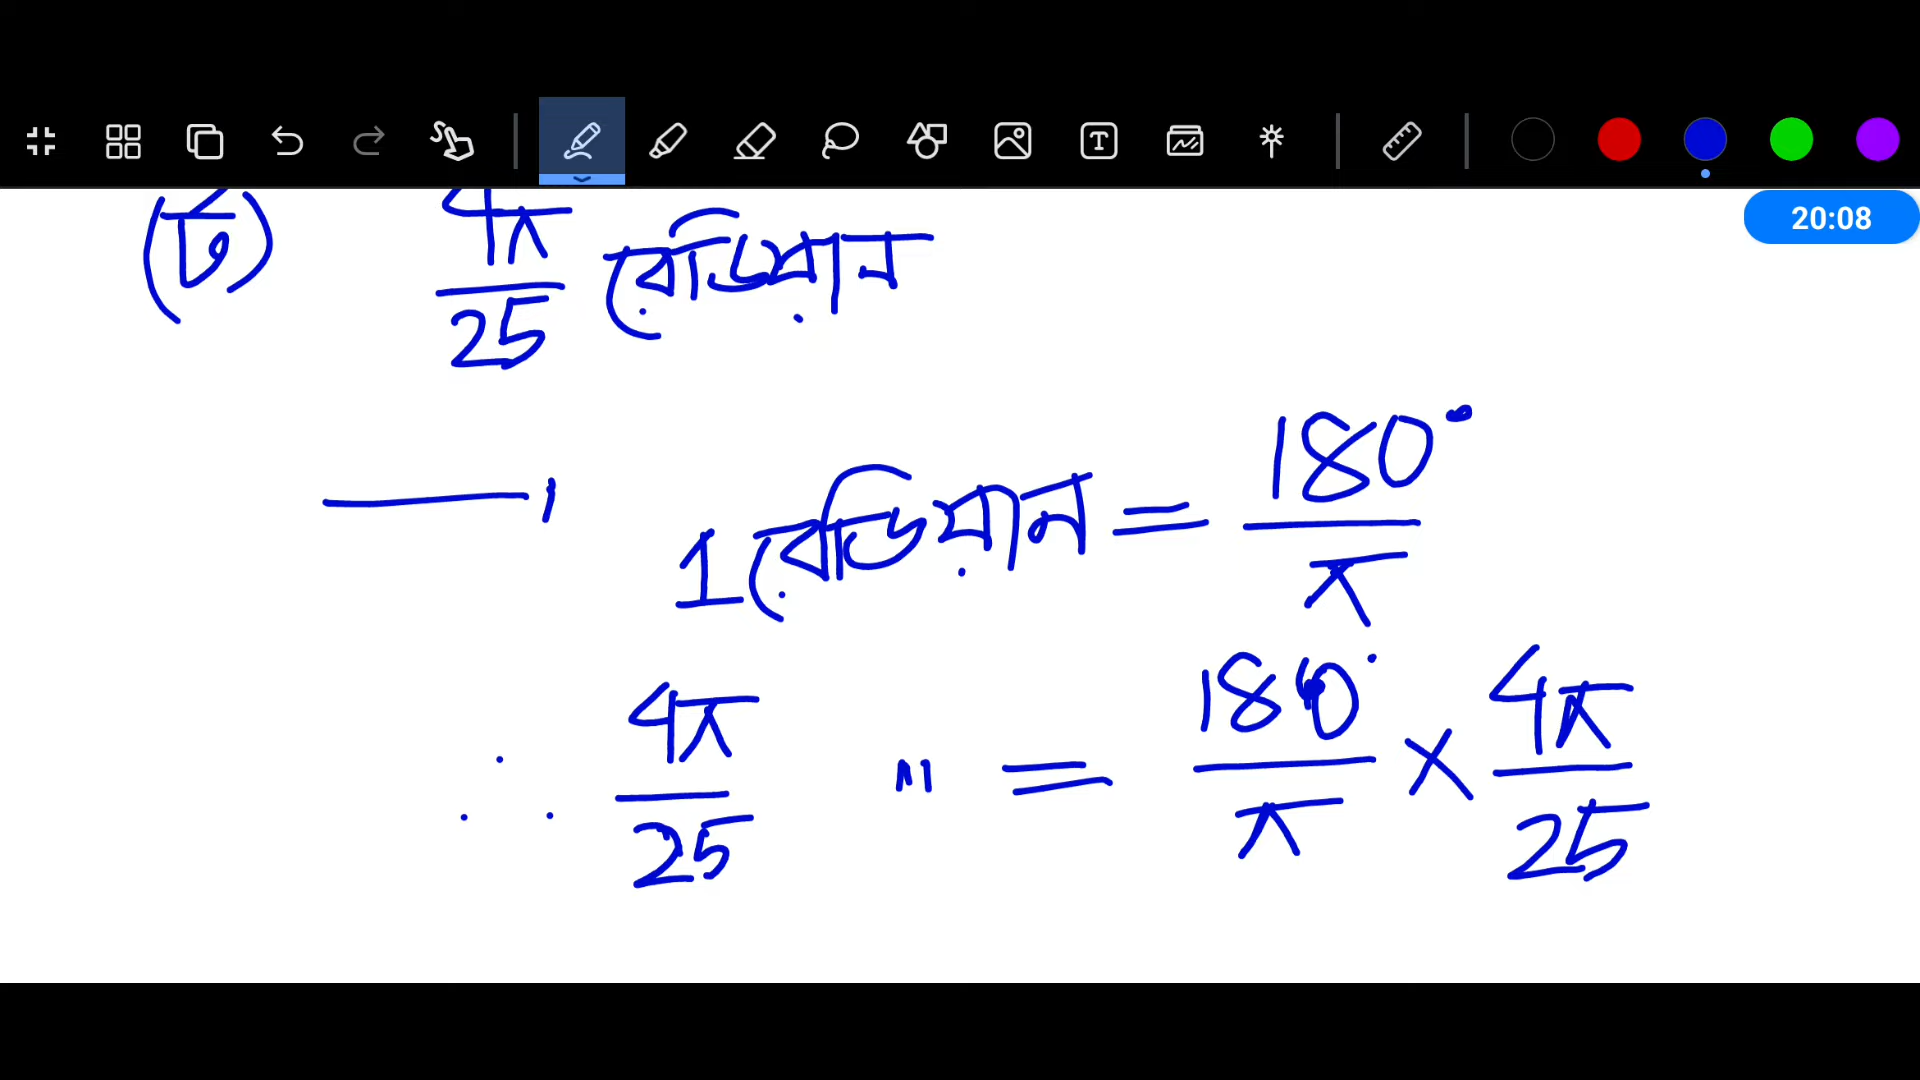 (চ) 4π/25 রেডিয়ান
20:08
1 রেডিয়ান = 180°/π
∴ 4π/25 " = 180°/π × 4π/25